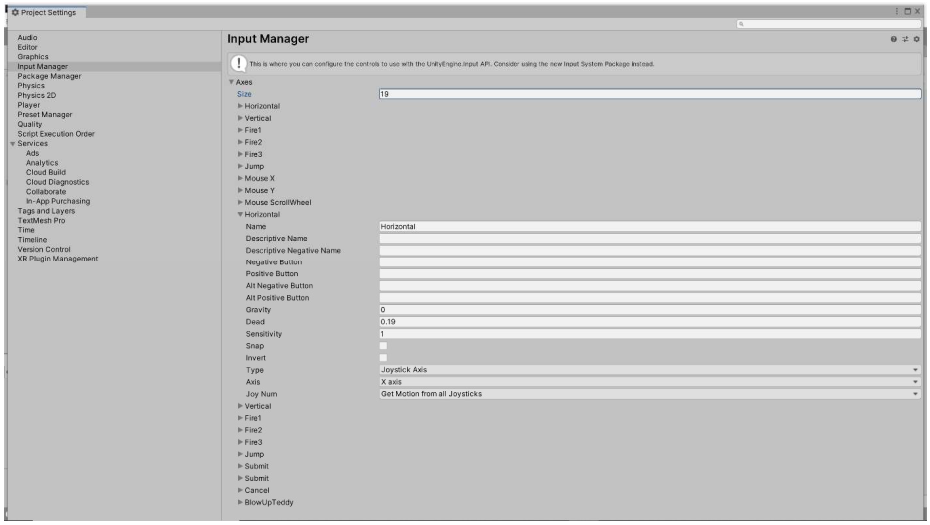 Project Settings
Input Manager
This is where you can configure the controls to use with the UnityEngine.Input API. Consider using the new Input System Package instead.
Audio
Editor
Graphics
Input Manager
Package Manager
Physics
Physics 2D
Player
Preset Manager
Quality
Script Execution Order
Services
Ads
Analytics
Cloud Build
Cloud Diagnostics
Collaborate
In-App Purchasing
Tags and Layers
TextMesh Pro
Time
Timeline
Version Control
XR Plugin Management
Axes
Size 19
Horizontal
Vertical
Fire1
Fire2
Fire3
Jump
Mouse X
Mouse Y
Mouse ScrollWheel
Horizontal
Name Horizontal
Descriptive Name
Descriptive Negative Name
Negative Button
Positive Button
Alt Negative Button
Alt Positive Button
Gravity 0
Dead 0.19
Sensitivity 1
Snap
Invert
Type Joystick Axis
Axis X axis
Joy Num Get Motion from all Joysticks
Vertical
Fire1
Fire2
Fire3
Jump
Submit
Submit
Cancel
BlowUpTeddy